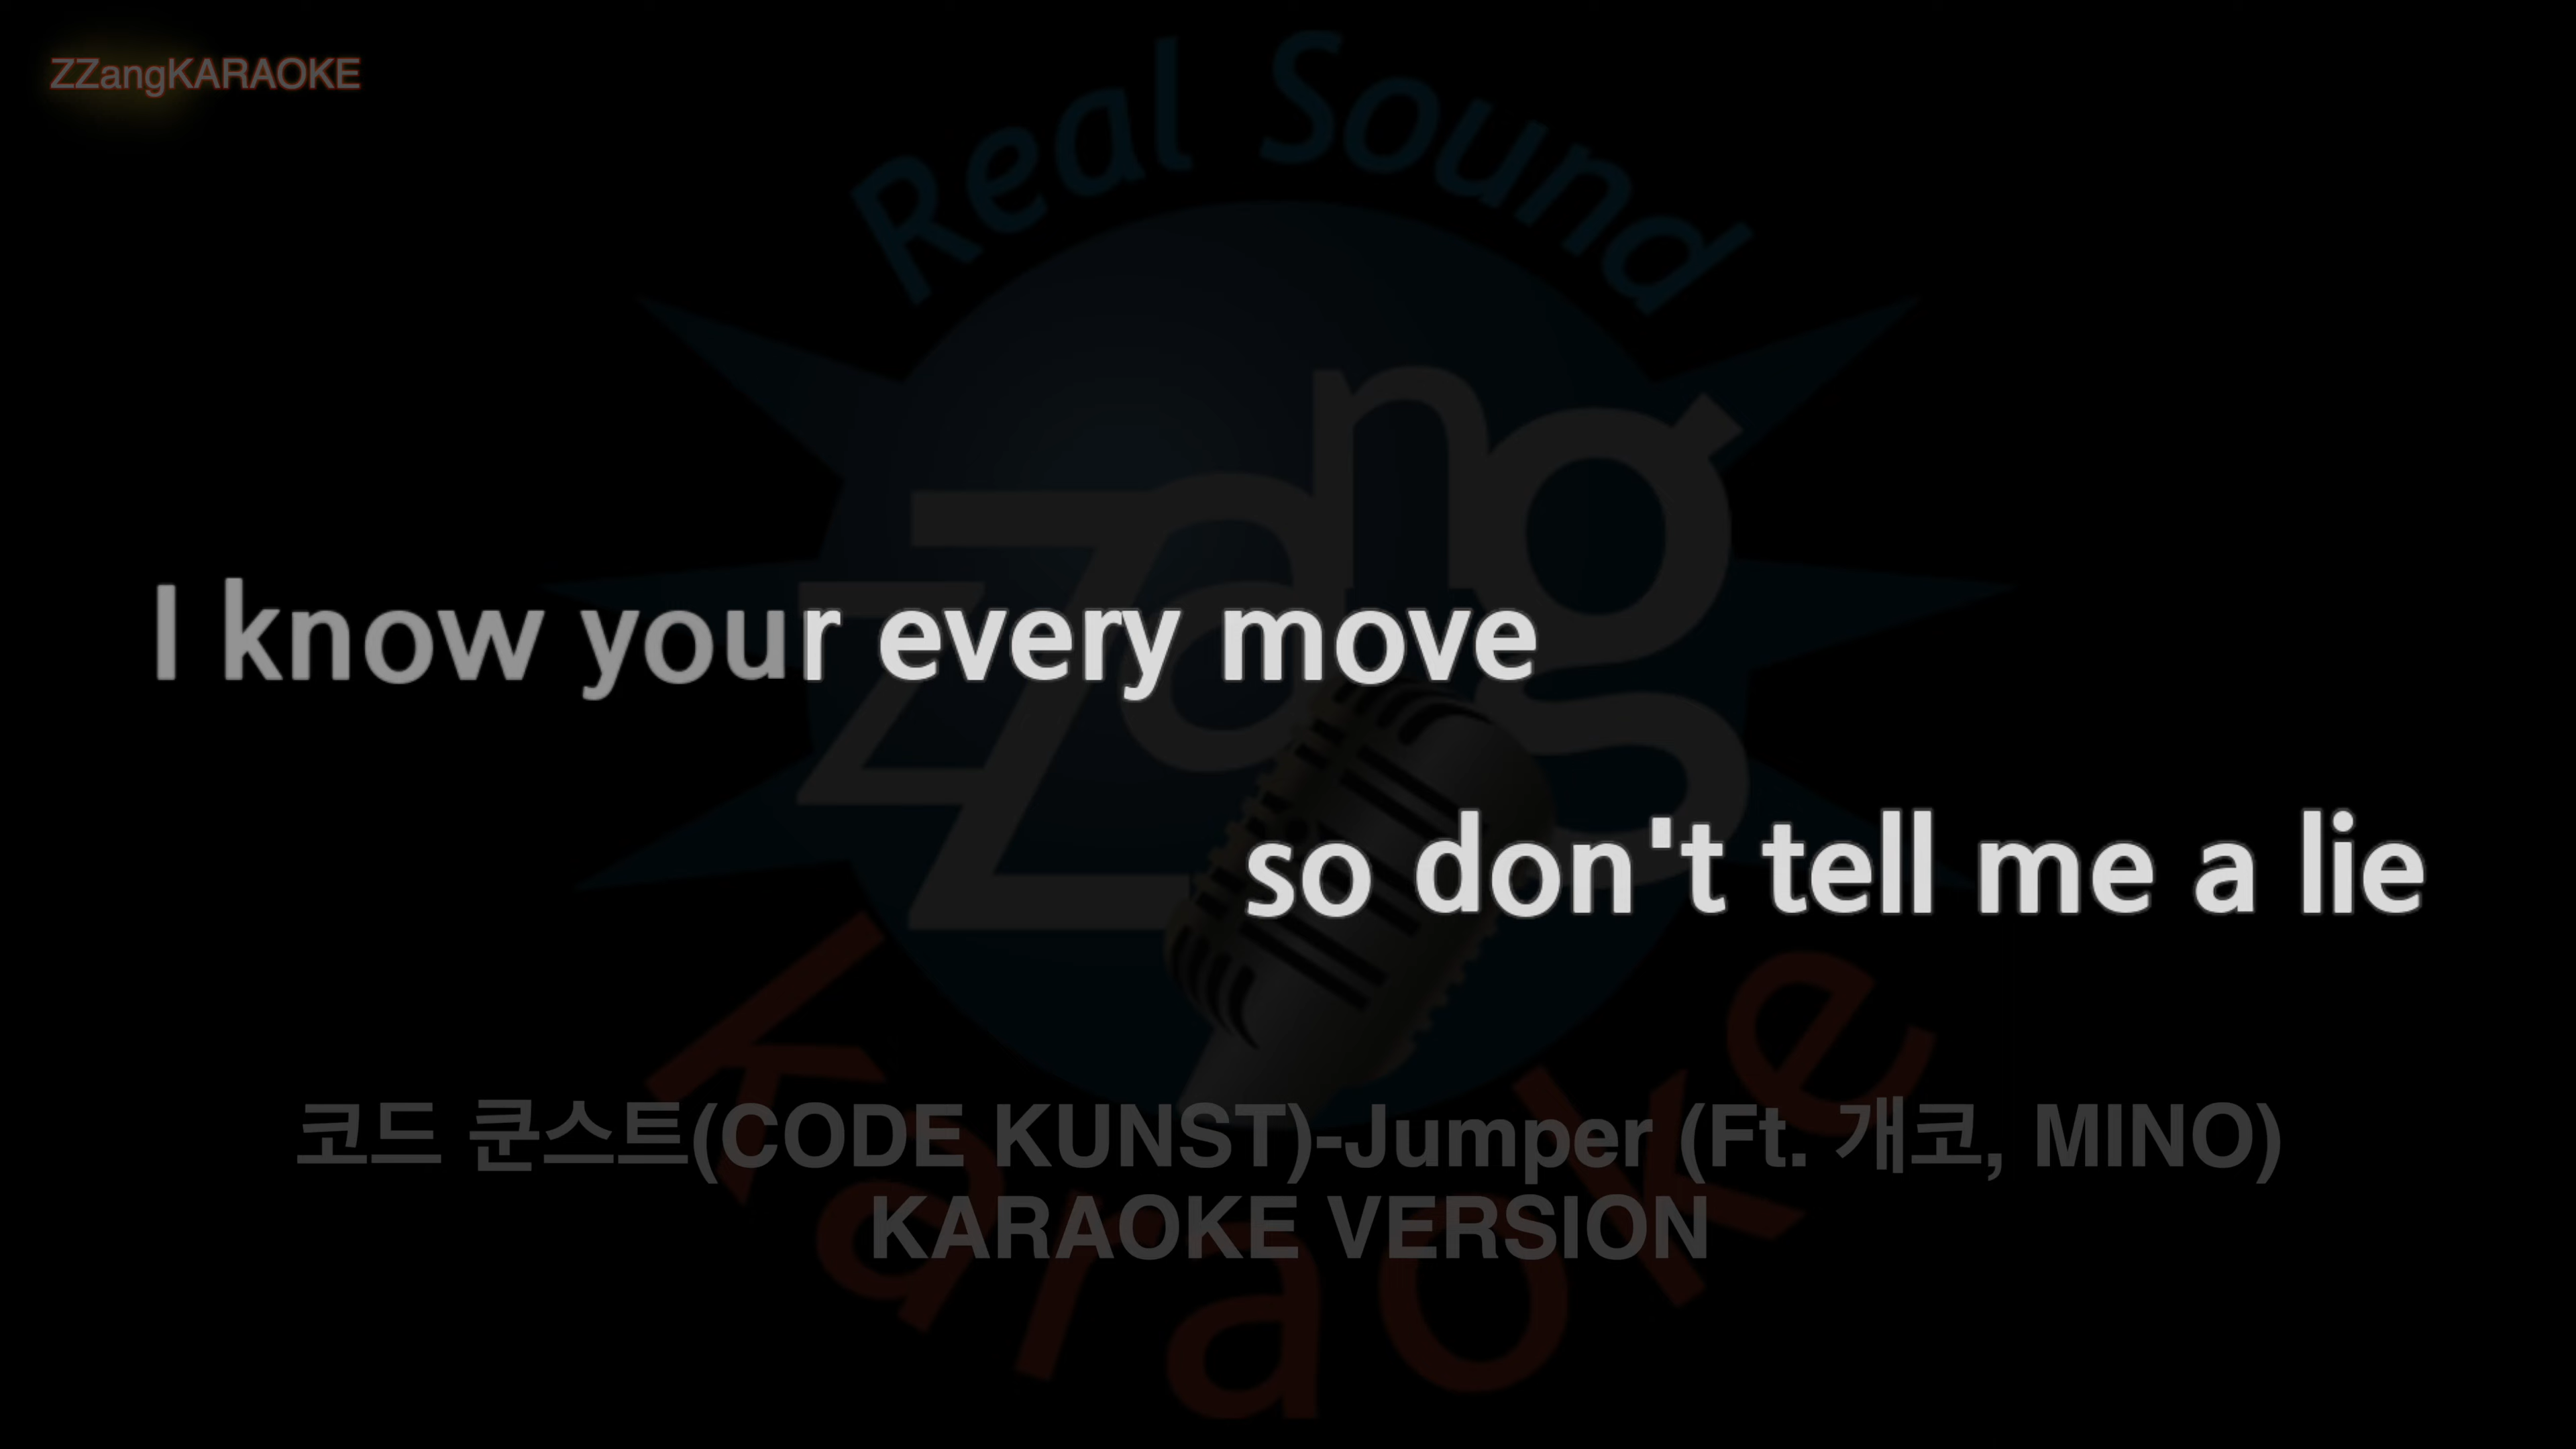 ZZangKARAOKE
Real Sound
zZang
I know your every move
so don't tell me a lie
코드 쿤스트(CODE KUNST)-Jumper (Ft. 개코, MINO)
KARAOKE VERSION
Karaoke